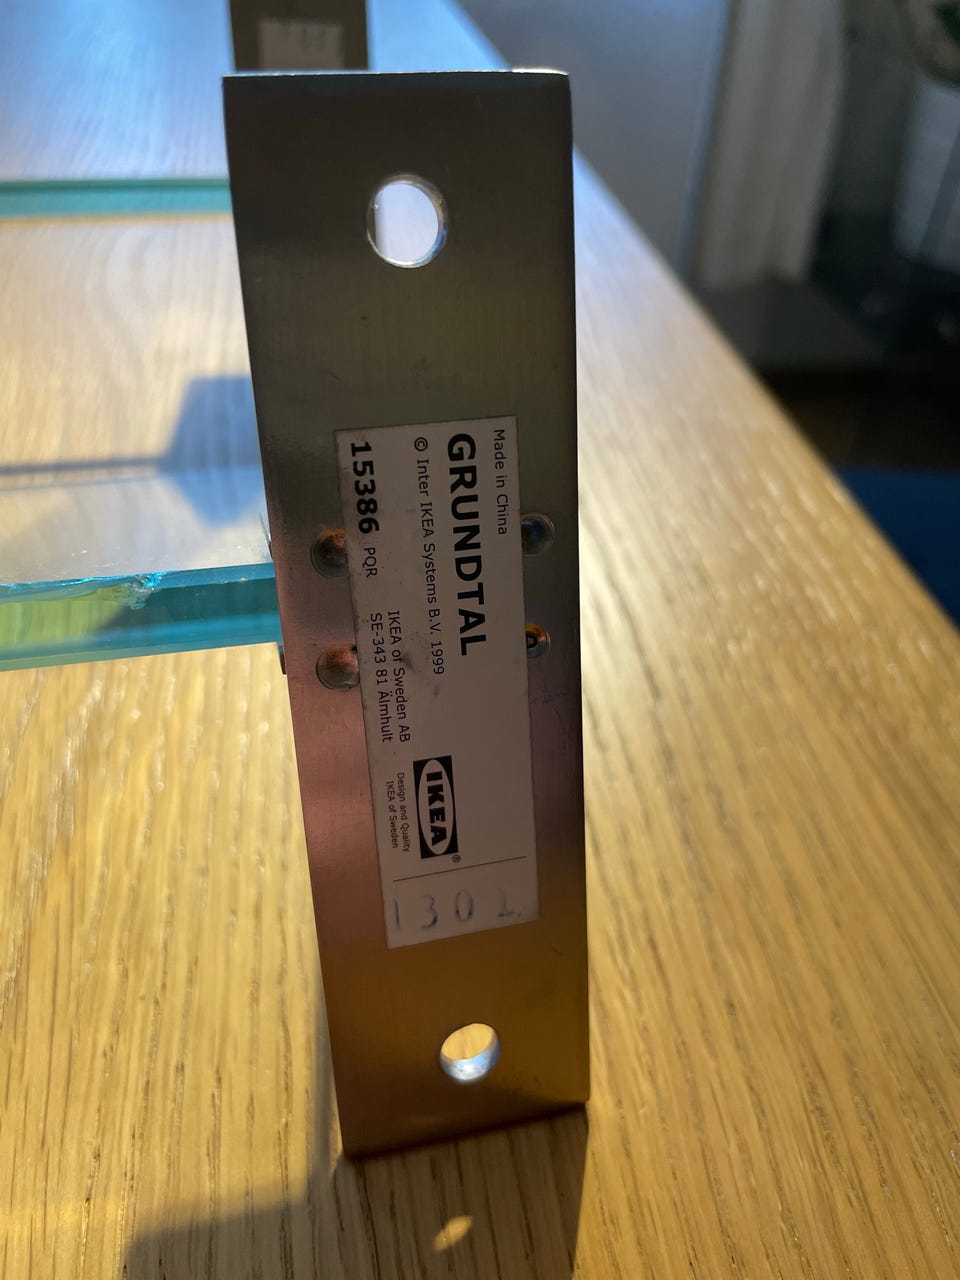 Made in China
GRUNDTAL
© Inter IKEA Systems B.V. 1999
15386 PQR
IKEA of Sweden AB
SE-343 81 Älmhult
IKEA®
Design and Quality
IKEA of Sweden
1302